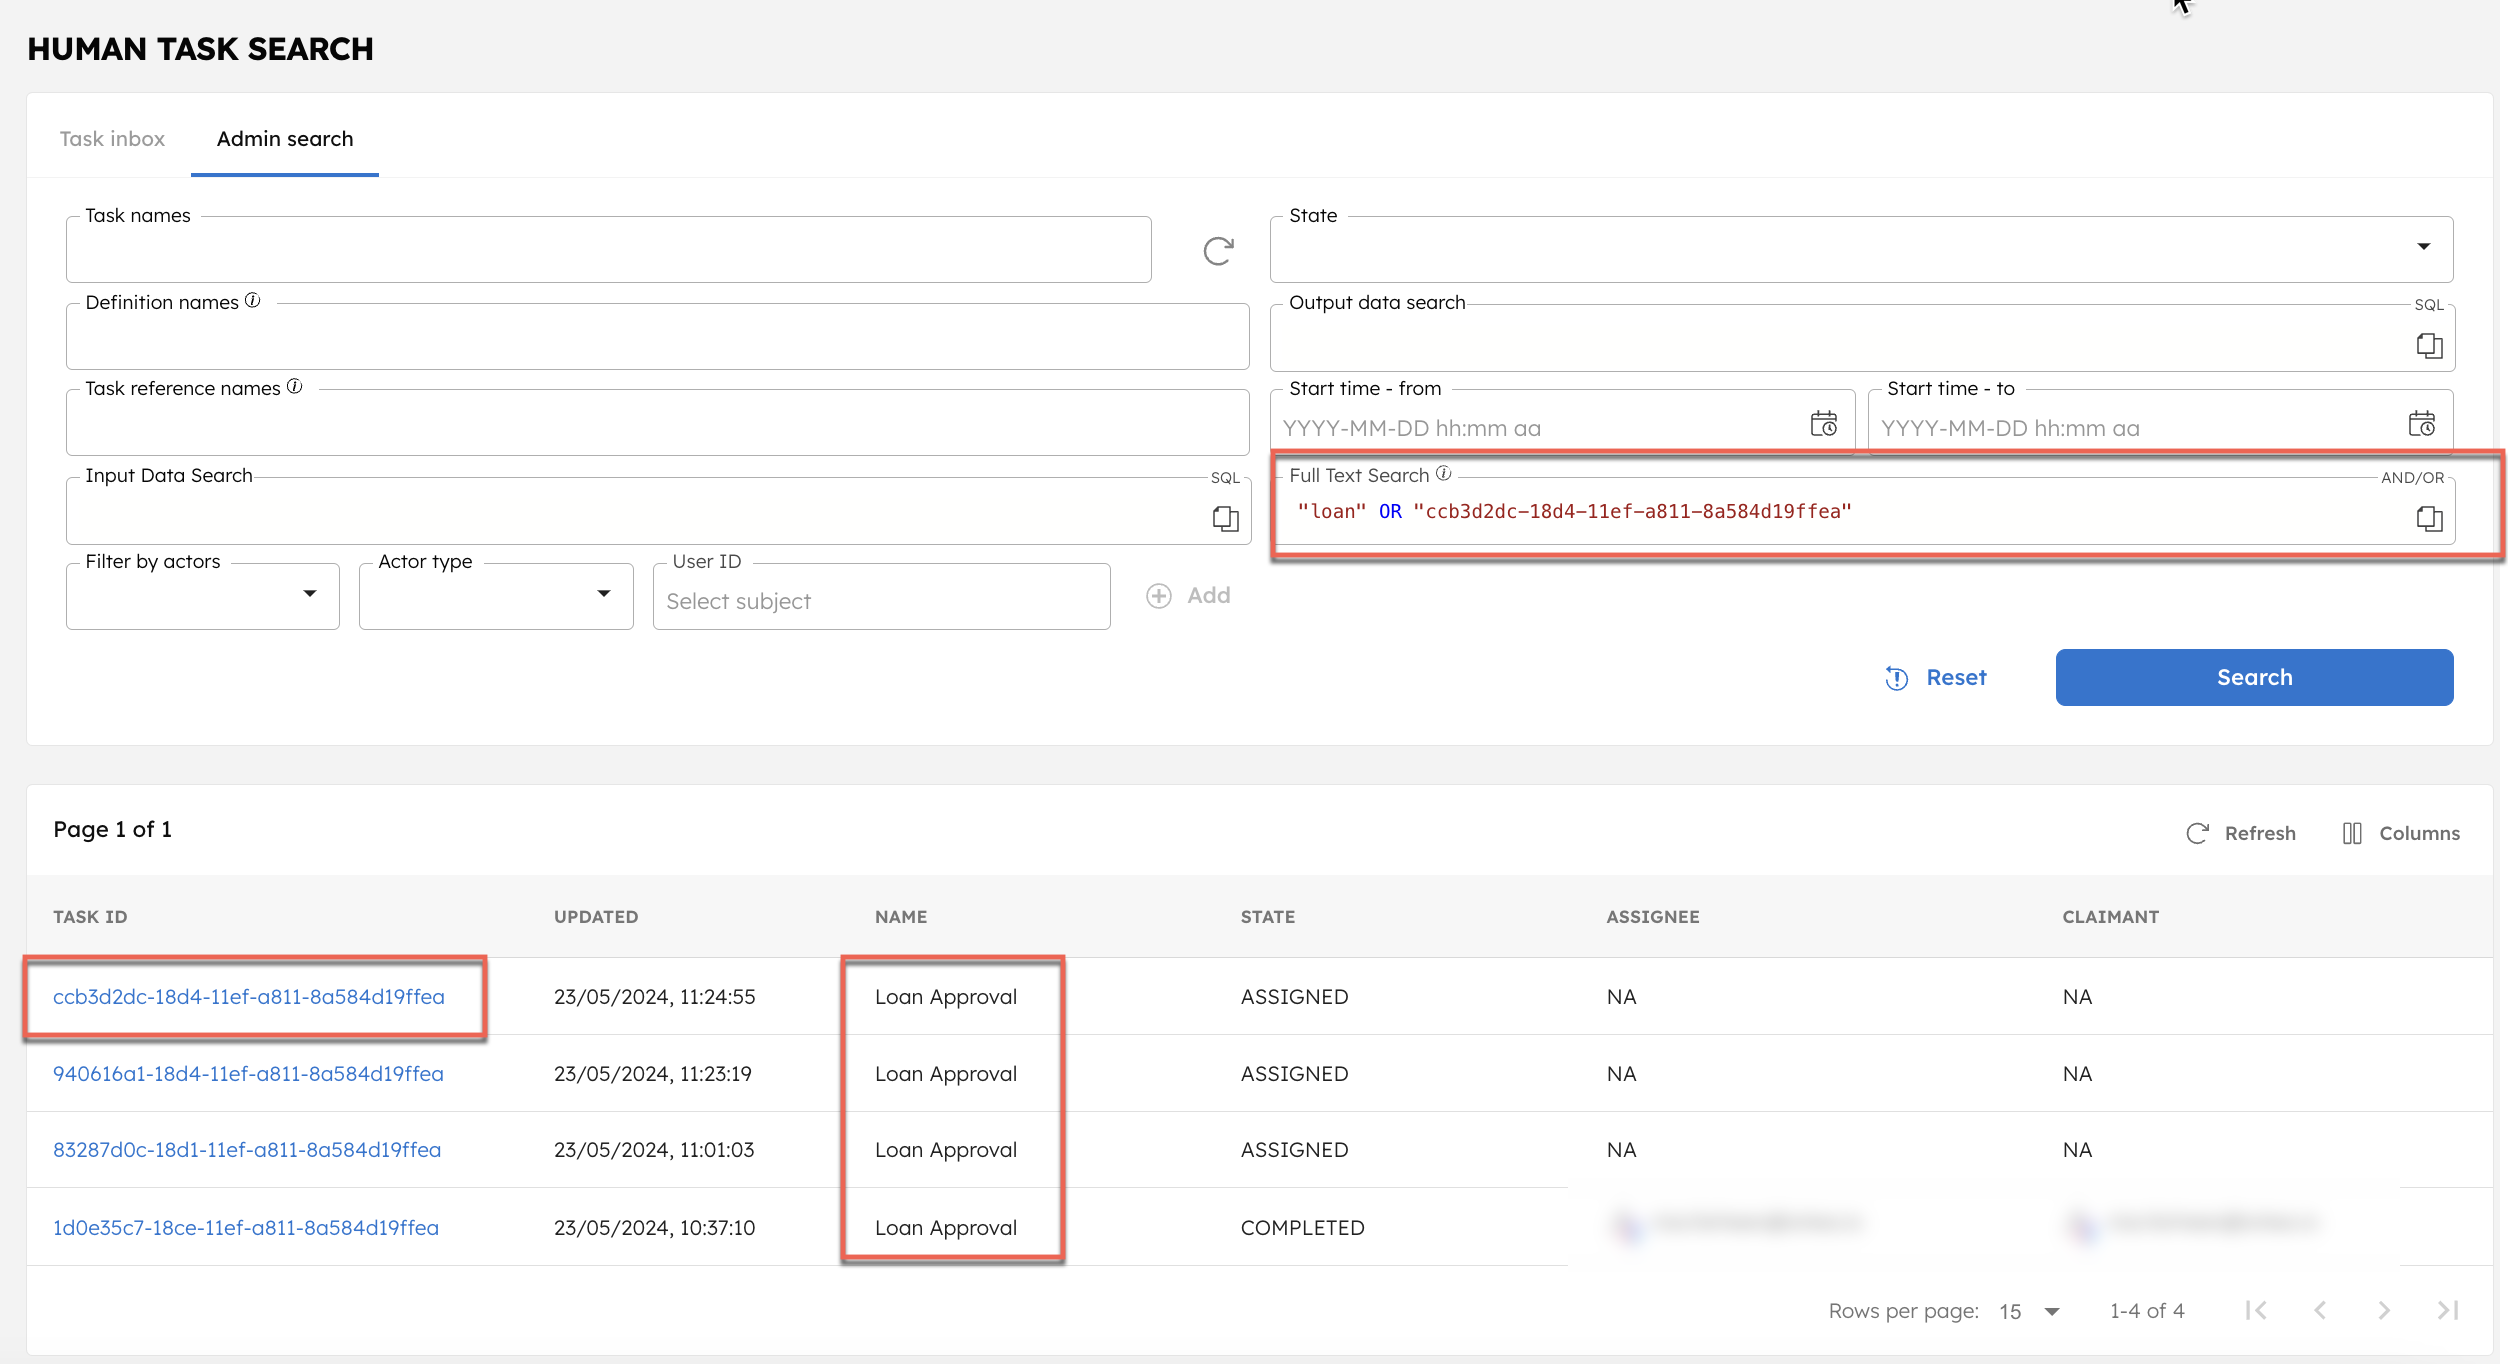 HUMAN TASK SEARCH
Task inbox
Admin search
Task names
State
Definition names
Output data search
SQL
Task reference names
Start time - from
YYYY-MM-DD hh:mm aa
Start time - to
YYYY-MM-DD hh:mm aa
Input Data Search
SQL
Full Text Search
AND/OR
"loan" OR "ccb3d2dc-18d4-11ef-a811-8a584d19ffea"
Filter by actors
Actor type
User ID
Select subject
Add
Reset
Search
Page 1 of 1
Refresh
Columns
TASK ID UPDATED NAME STATE ASSIGNEE CLAIMANT
ccb3d2dc-18d4-11ef-a811-8a584d19ffea 23/05/2024, 11:24:55 Loan Approval ASSIGNED NA NA
940616a1-18d4-11ef-a811-8a584d19ffea 23/05/2024, 11:23:19 Loan Approval ASSIGNED NA NA
83287d0c-18d1-11ef-a811-8a584d19ffea 23/05/2024, 11:01:03 Loan Approval ASSIGNED NA NA
1d0e35c7-18ce-11ef-a811-8a584d19ffea 23/05/2024, 10:37:10 Loan Approval COMPLETED
Rows per page: 15 1-4 of 4